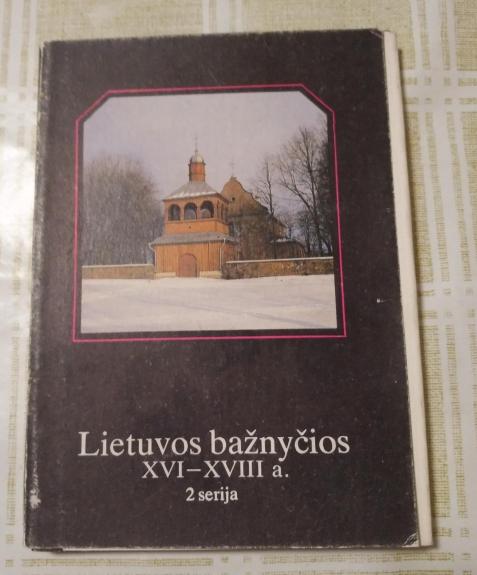 Lietuvos bažnyčios
XVI–XVIII a.
2 serija